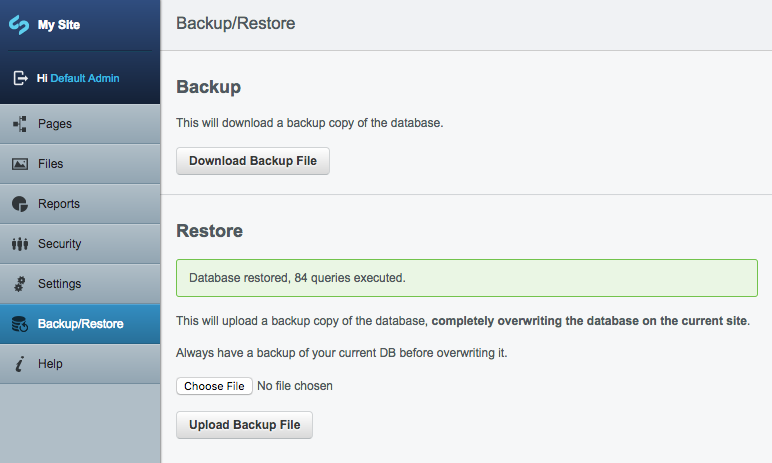 My Site
Hi Default Admin
Pages
Files
Reports
Security
Settings
Backup/Restore
Help
Backup/Restore
Backup
This will download a backup copy of the database.
Download Backup File
Restore
Database restored, 84 queries executed.
This will upload a backup copy of the database, completely overwriting the database on the current site.
Always have a backup of your current DB before overwriting it.
Choose File No file chosen
Upload Backup File